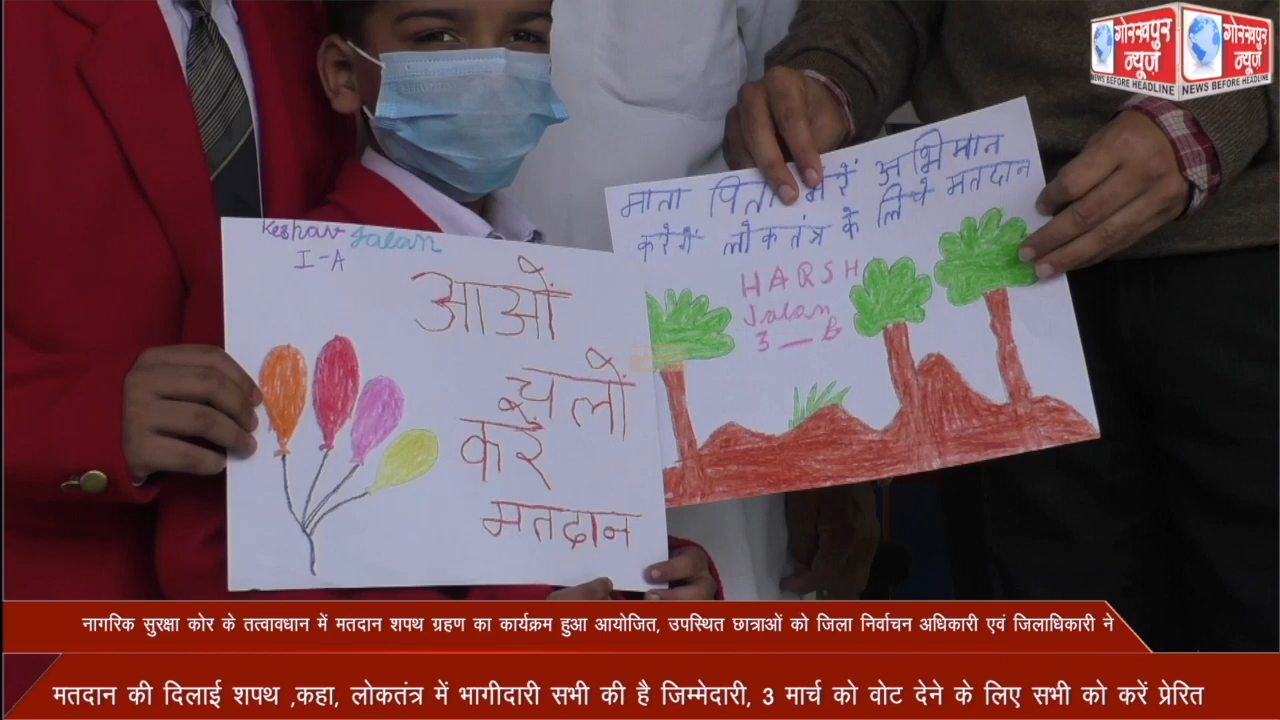 गोरखपुर
न्यूज़
NEWS BEFORE HEADLINE
गोरखपुर
न्यूज़
NEWS BEFORE HEADLINE
माता पिता मेरें अभिमान
करेगें लोकतंत्र के लिये मतदान
HARSH
Jalan
3 — B
Keshav Jalan
I-A
आओं
चलों
करें
मतदान
नागरिक सुरक्षा कोर के तत्वावधान में मतदान शपथ ग्रहण का कार्यक्रम हुआ आयोजित, उपस्थित छात्राओं को जिला निर्वाचन अधिकारी एवं जिलाधिकारी ने
मतदान की दिलाई शपथ ,कहा, लोकतंत्र में भागीदारी सभी की है जिम्मेदारी, 3 मार्च को वोट देने के लिए सभी को करें प्रेरित